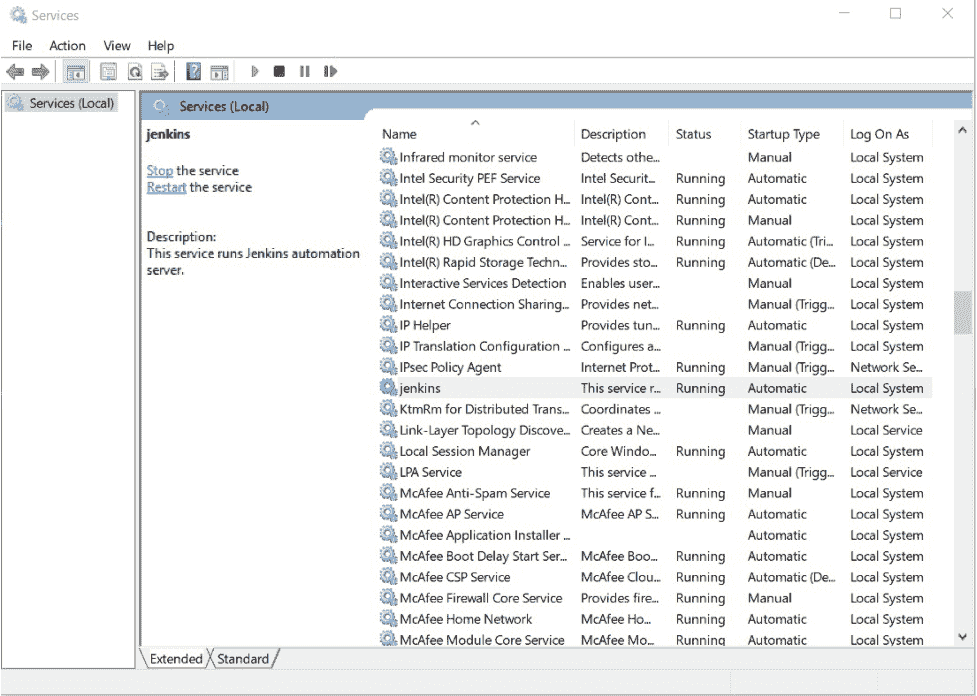 Services
File Action View Help
Services (Local)
Services (Local)
jenkins
Stop the service
Restart the service
Description:
This service runs Jenkins automation
server.
Name Description Status Startup Type Log On As
Infrared monitor service Detects othe... Manual Local System
Intel Security PEF Service Intel Securit... Running Automatic Local System
Intel(R) Content Protection H... Intel(R) Cont... Running Automatic Local System
Intel(R) Content Protection H... Intel(R) Cont... Running Manual Local System
Intel(R) HD Graphics Control ... Service for I... Running Automatic (Tri... Local System
Intel(R) Rapid Storage Techn... Provides sto... Running Automatic (De... Local System
Interactive Services Detection Enables user... Manual Local System
Internet Connection Sharing... Provides net... Manual (Trigg... Local System
IP Helper Provides tun... Running Automatic Local System
IP Translation Configuration ... Configures a... Manual (Trigg... Local System
IPsec Policy Agent Internet Prot... Running Manual (Trigg... Network Se...
jenkins This service r... Running Automatic Local System
KtmRm for Distributed Trans... Coordinates ... Manual (Trigg... Network Se...
Link-Layer Topology Discove... Creates a Ne... Manual Local Service
Local Session Manager Core Windo... Running Automatic Local System
LPA Service This service ... Manual (Trigg... Local Service
McAfee Anti-Spam Service This service f... Running Manual Local System
McAfee AP Service McAfee AP S... Running Automatic Local System
McAfee Application Installer ... Automatic Local System
McAfee Boot Delay Start Ser... McAfee Boo... Running Automatic Local System
McAfee CSP Service McAfee Clou... Running Automatic (De... Local System
McAfee Firewall Core Service Provides fire... Running Manual Local System
McAfee Home Network McAfee Ho... Running Automatic Local System
McAfee Module Core Service McAfee Mo... Running Automatic Local System
Extended Standard